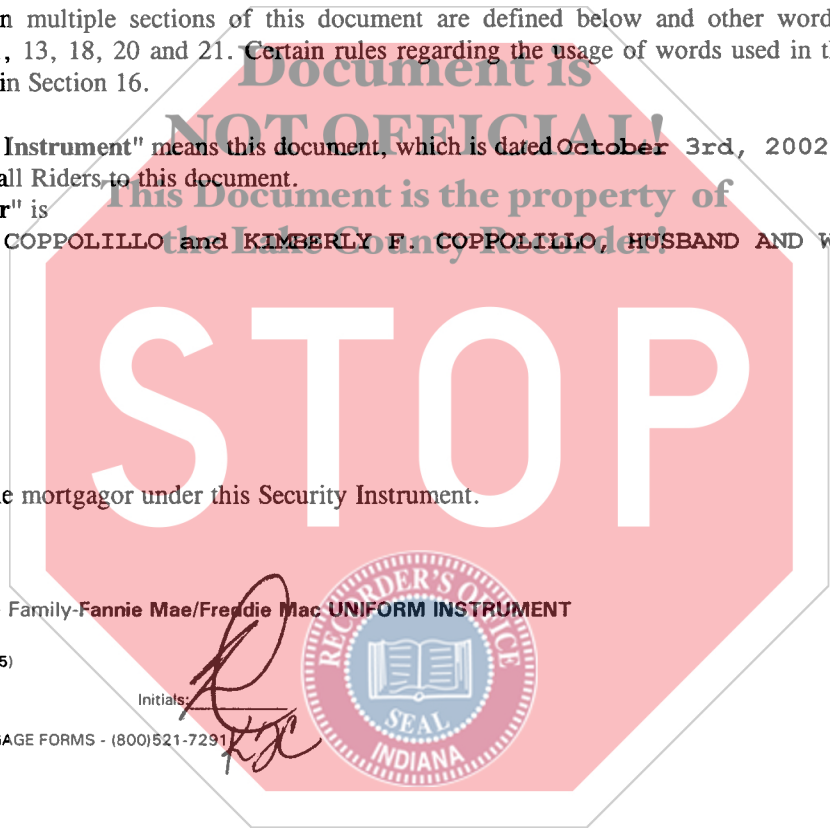 n multiple sections of this document are defined below and other word
, 13, 18, 20 and 21. Certain rules regarding the usage of words used in t
in Section 16.
Document is
NOT OFFICIAL!
Instrument" means this document, which is dated October 3rd, 2002
all Riders to this document.
This Document is the property of
the Lake County Recorder!
r" is
COPPOLILLO and KIMBERLY F. COPPOLILLO, HUSBAND AND W
STOP
e mortgagor under this Security Instrument.
Family-Fannie Mae/Freddie Mac UNIFORM INSTRUMENT
5)
Initials:
KFC
GAGE FORMS - (800)521-7291
RECORDER'S OFFICE
SEAL
INDIANA